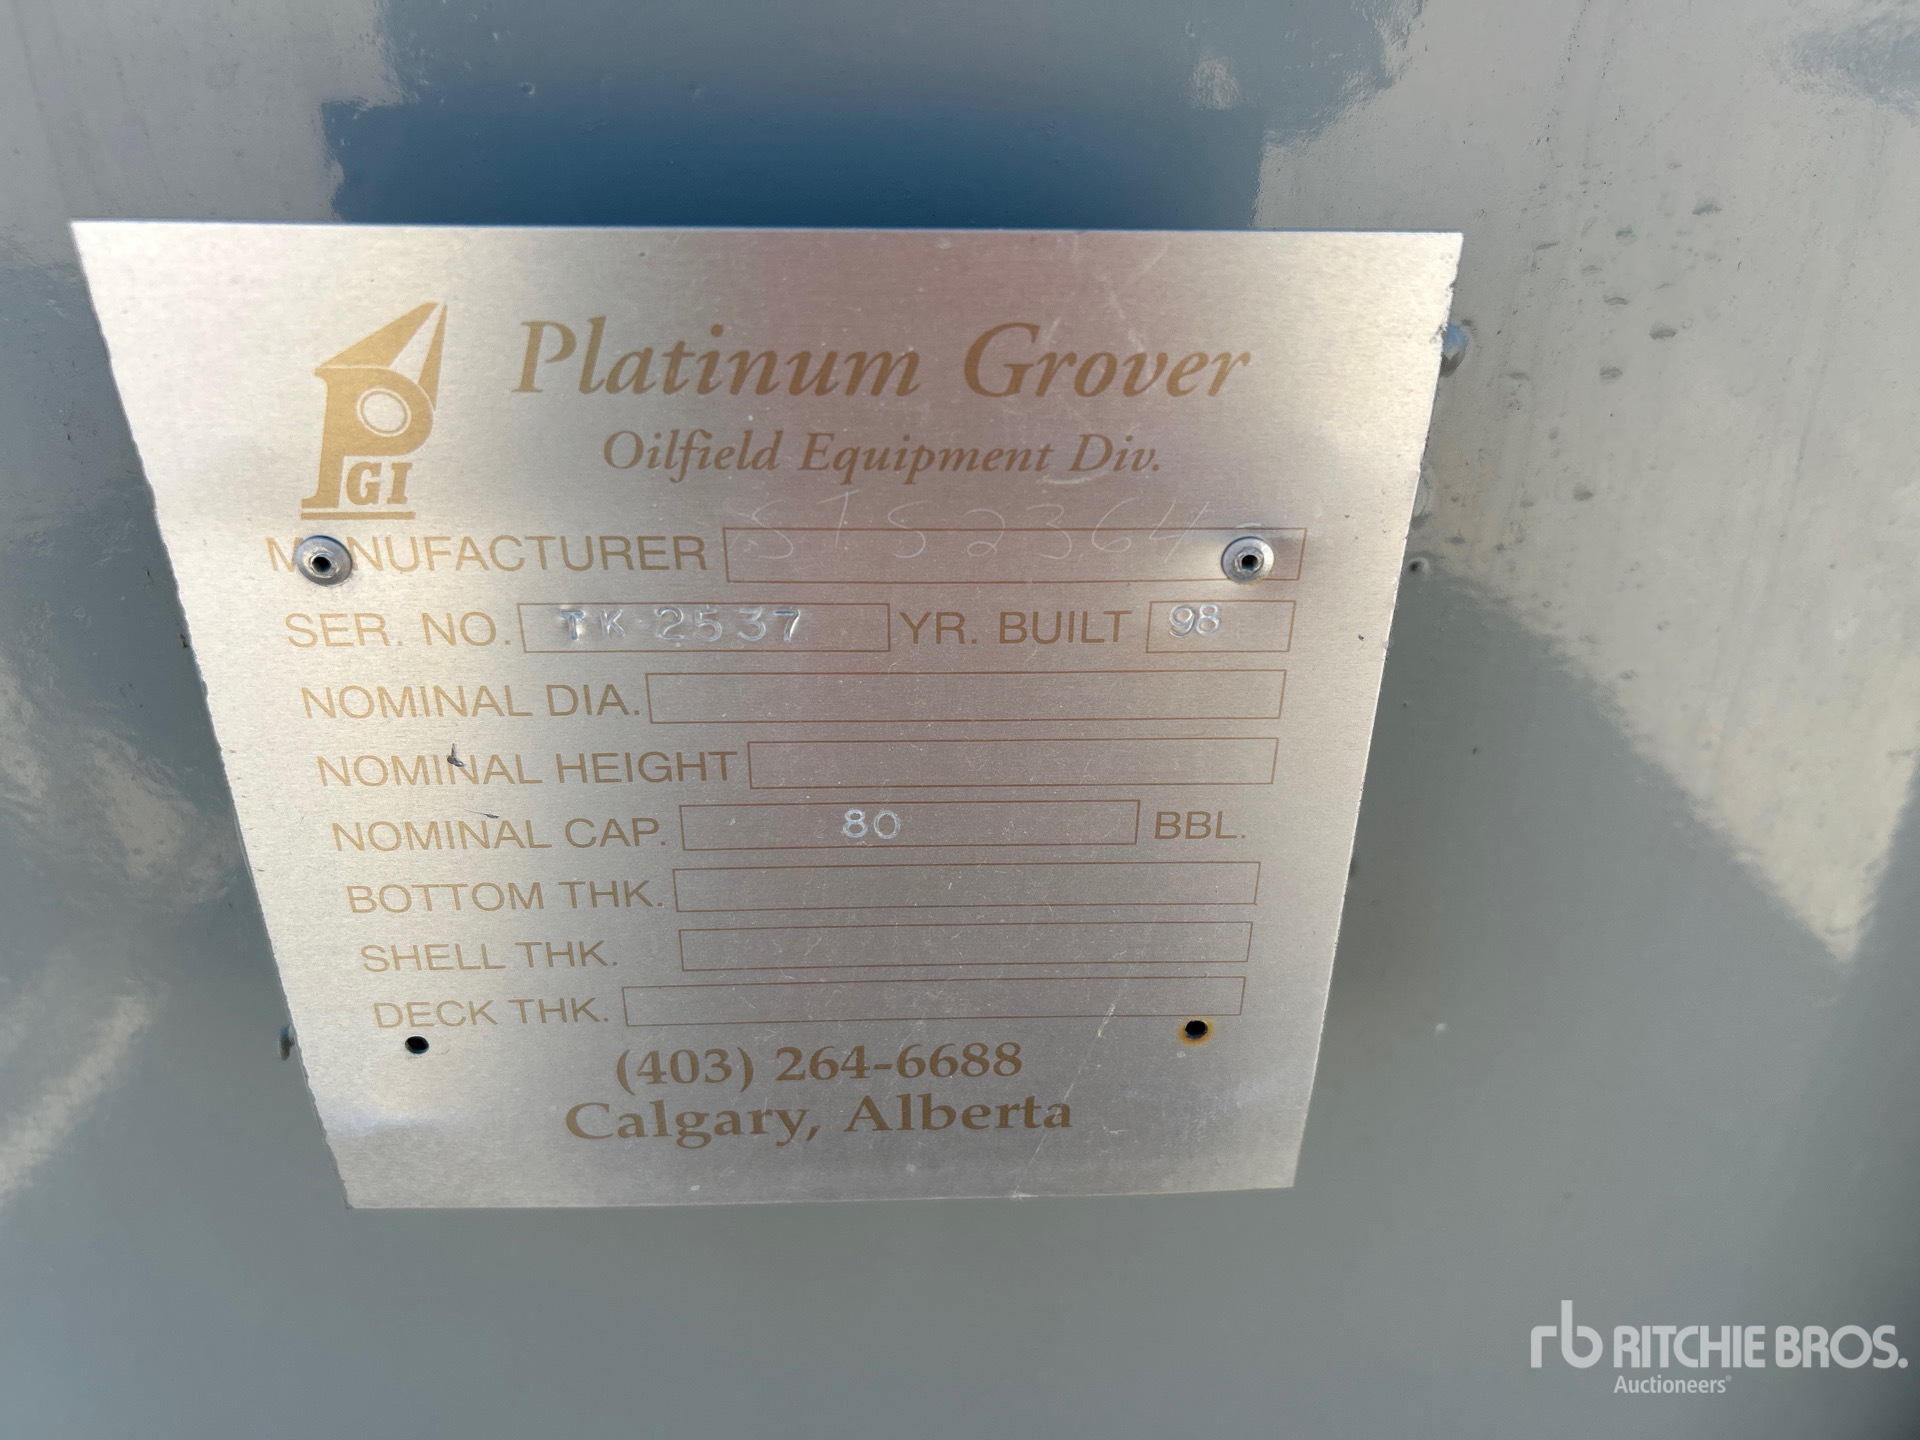 PGI
Platinum Grover
Oilfield Equipment Div.
MANUFACTURER STS2364
SER. NO. TK 2537 YR. BUILT 98
NOMINAL DIA.
NOMINAL HEIGHT
NOMINAL CAP. 80 BBL.
BOTTOM THK.
SHELL THK.
DECK THK.
(403) 264-6688
Calgary, Alberta
rb RITCHIE BROS.
Auctioneers